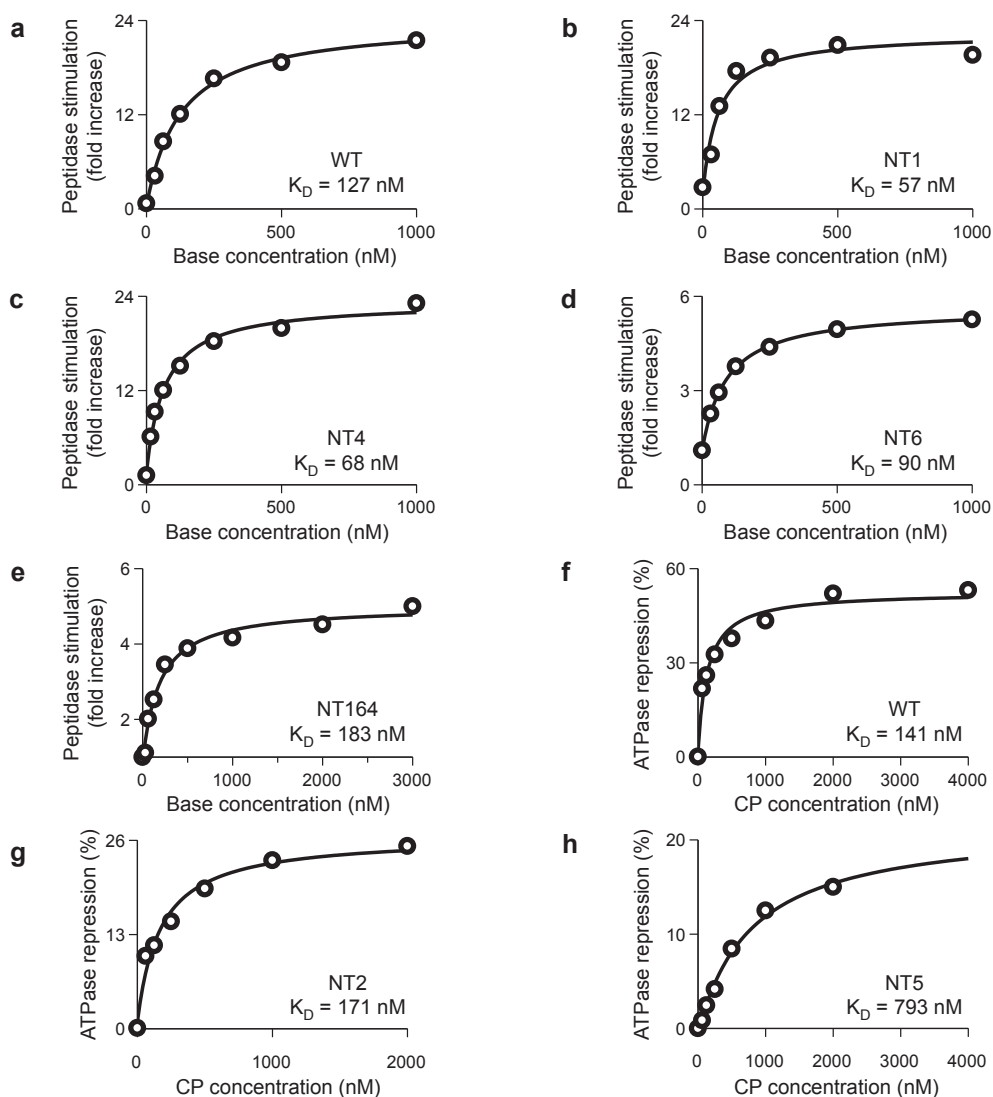 a
Peptidase stimulation
(fold increase)
24
12
0
WT
K_D = 127 nM
0 500 1000
Base concentration (nM)
b
Peptidase stimulation
(fold increase)
24
12
0
NT1
K_D = 57 nM
0 500 1000
Base concentration (nM)
c
Peptidase stimulation
(fold increase)
24
12
0
NT4
K_D = 68 nM
0 500 1000
Base concentration (nM)
d
Peptidase stimulation
(fold increase)
6
3
0
NT6
K_D = 90 nM
0 500 1000
Base concentration (nM)
e
Peptidase stimulation
(fold increase)
6
4
2
NT164
K_D = 183 nM
0 1000 2000 3000
Base concentration (nM)
f
ATPase repression (%)
60
30
0
WT
K_D = 141 nM
0 1000 2000 3000 4000
CP concentration (nM)
g
ATPase repression (%)
26
13
0
NT2
K_D = 171 nM
0 1000 2000
CP concentration (nM)
h
ATPase repression (%)
20
10
0
NT5
K_D = 793 nM
0 1000 2000 3000 4000
CP concentration (nM)